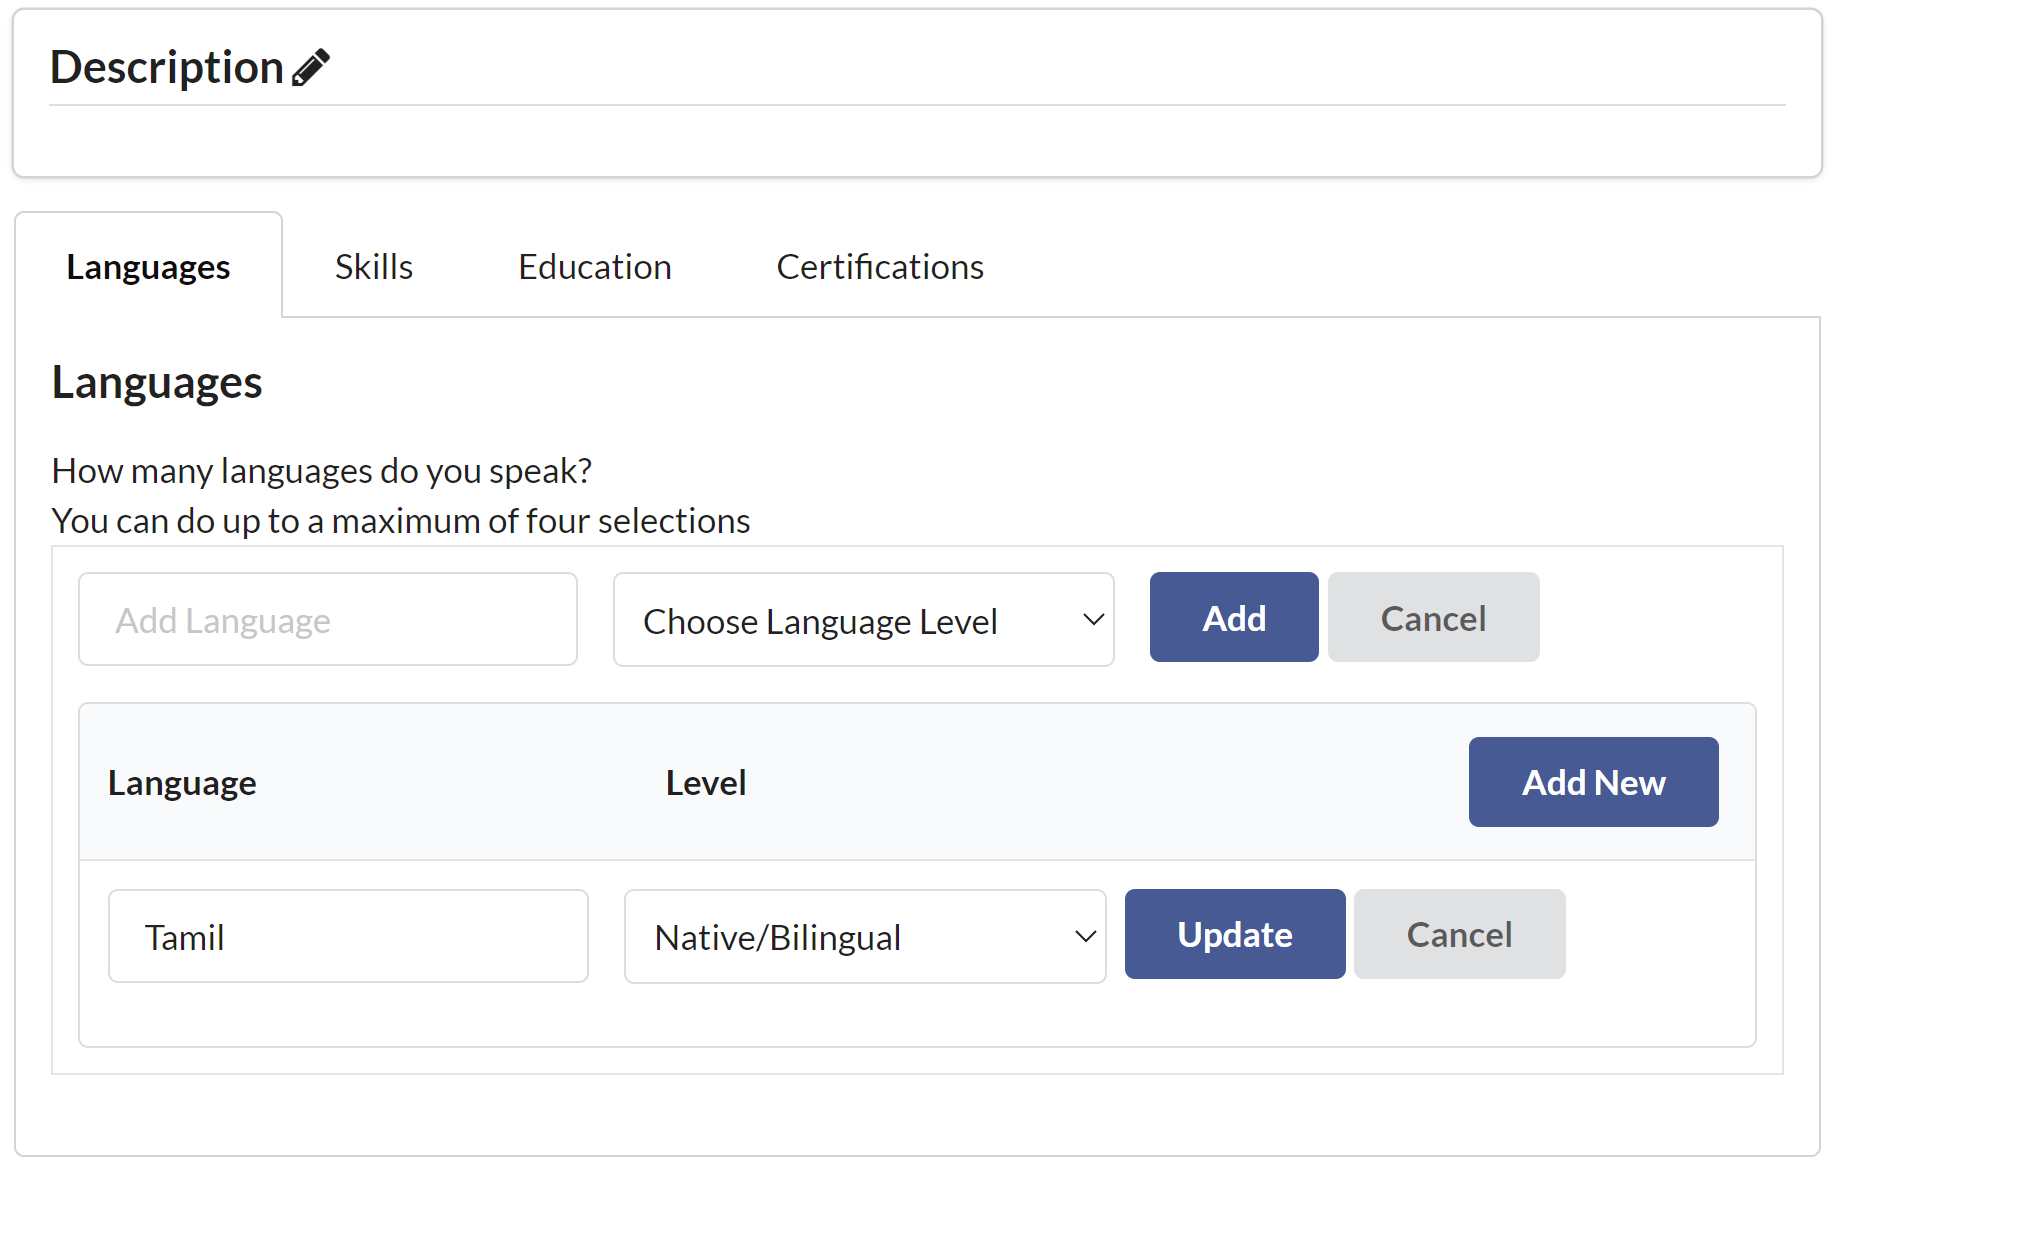 Description
Languages Skills Education Certifications
Languages
How many languages do you speak?
You can do up to a maximum of four selections
Add Language Choose Language Level Add Cancel
Language Level Add New
Tamil Native/Bilingual Update Cancel